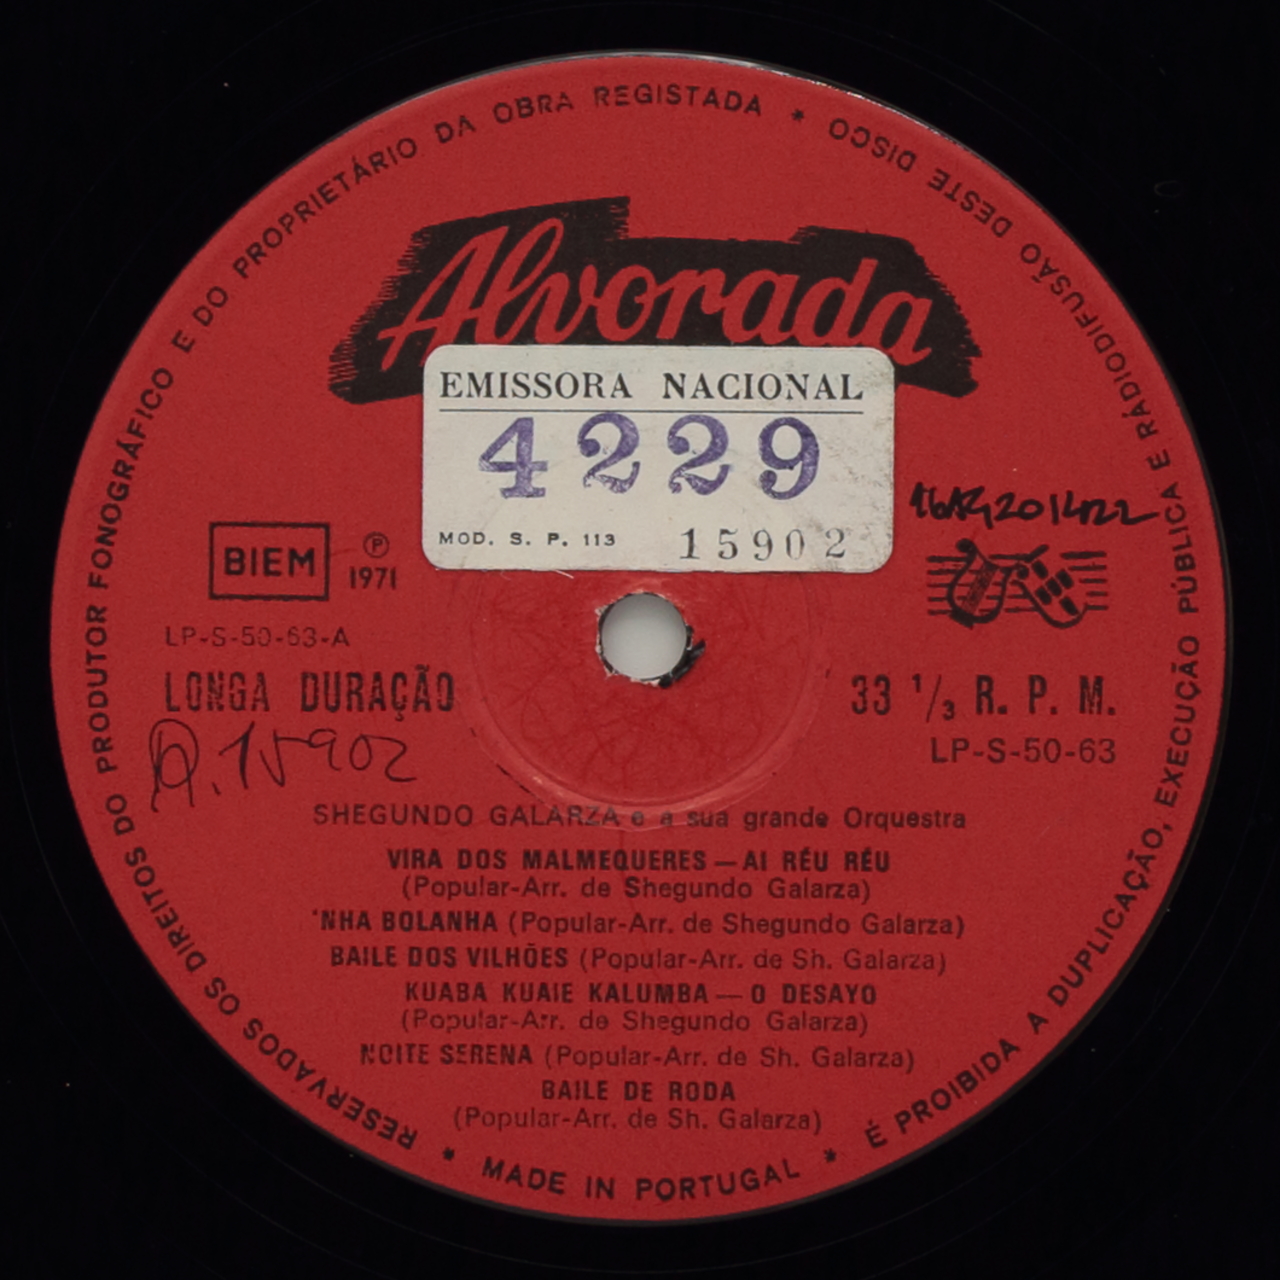 RESERVADOS OS DIREITOS DO PRODUTOR FONOGRÁFICO E DO PROPRIETÁRIO DA OBRA REGISTADA * É PROIBIDA A DUPLICAÇÃO, EXECUÇÃO PÚBLICA E RÁDIODIFUSÃO DESTE DISCO
Alvorada
EMISSORA NACIONAL
4229
MOD. S. P. 113 15902
BIEM
℗ 1971
LP-S-50-63-A
LONGA DURAÇÃO
33 1/3 R. P. M.
LP-S-50-63
15902
SHEGUNDO GALARZA e a sua grande Orquestra
VIRA DOS MALMEQUERES — AI RÉU RÉU
(Popular-Arr. de Shegundo Galarza)
'NHA BOLANHA (Popular-Arr. de Shegundo Galarza)
BAILE DOS VILHÕES (Popular-Arr. de Sh. Galarza)
KUABA KUAIE KALUMBA — O DESAYO
(Popular-Arr. de Shegundo Galarza)
NOITE SERENA (Popular-Arr. de Sh. Galarza)
BAILE DE RODA
(Popular-Arr. de Sh. Galarza)
* MADE IN PORTUGAL *